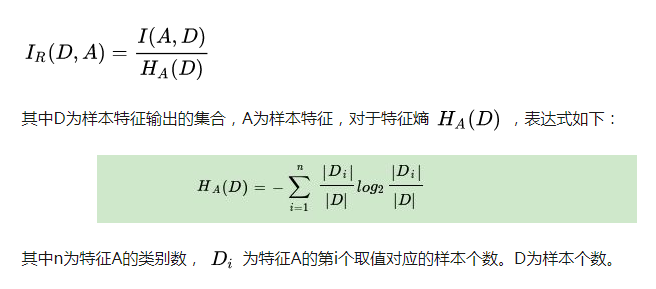 I_R(D, A) = \frac{I(A, D)}{H_A(D)}
其中D为样本特征输出的集合，A为样本特征，对于特征熵 H_A(D) ，表达式如下：
H_A(D) = -\sum_{i=1}^{n} \frac{|D_i|}{|D|} log_2 \frac{|D_i|}{|D|}
其中n为特征A的类别数， D_i 为特征A的第i个取值对应的样本个数。D为样本个数。